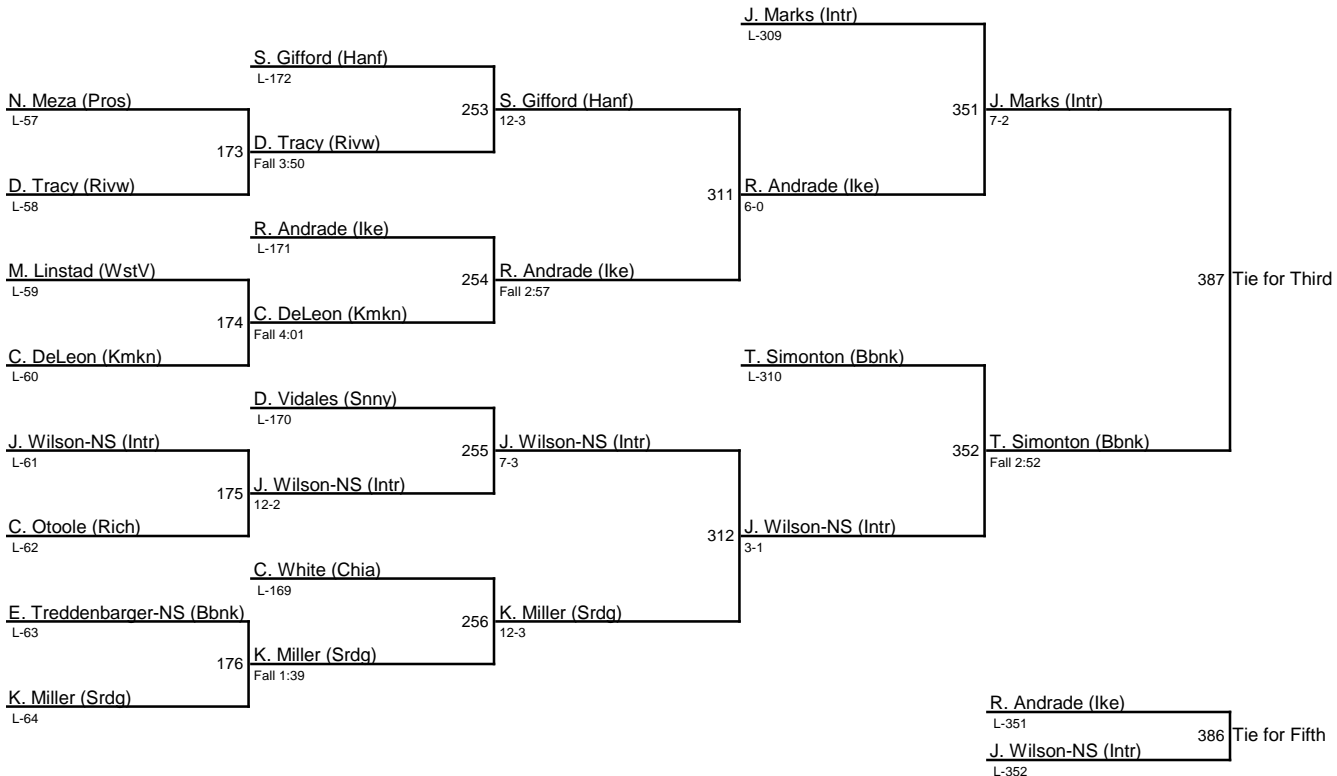 J. Marks (Intr)
L-309
S. Gifford (Hanf)
L-172
N. Meza (Pros)
L-57
253
S. Gifford (Hanf)
12-3
351
J. Marks (Intr)
7-2
173
D. Tracy (Rivw)
Fall 3:50
D. Tracy (Rivw)
L-58
311
R. Andrade (Ike)
6-0
R. Andrade (Ike)
L-171
M. Linstad (WstV)
L-59
254
R. Andrade (Ike)
Fall 2:57
387
Tie for Third
174
C. DeLeon (Kmkn)
Fall 4:01
C. DeLeon (Kmkn)
L-60
T. Simonton (Bbnk)
L-310
D. Vidales (Snny)
L-170
J. Wilson-NS (Intr)
L-61
255
J. Wilson-NS (Intr)
7-3
352
T. Simonton (Bbnk)
Fall 2:52
175
J. Wilson-NS (Intr)
12-2
C. Otoole (Rich)
L-62
312
J. Wilson-NS (Intr)
3-1
C. White (Chia)
L-169
E. Treddenbarger-NS (Bbnk)
L-63
256
K. Miller (Srdg)
12-3
176
K. Miller (Srdg)
Fall 1:39
K. Miller (Srdg)
L-64
R. Andrade (Ike)
L-351
386
Tie for Fifth
J. Wilson-NS (Intr)
L-352